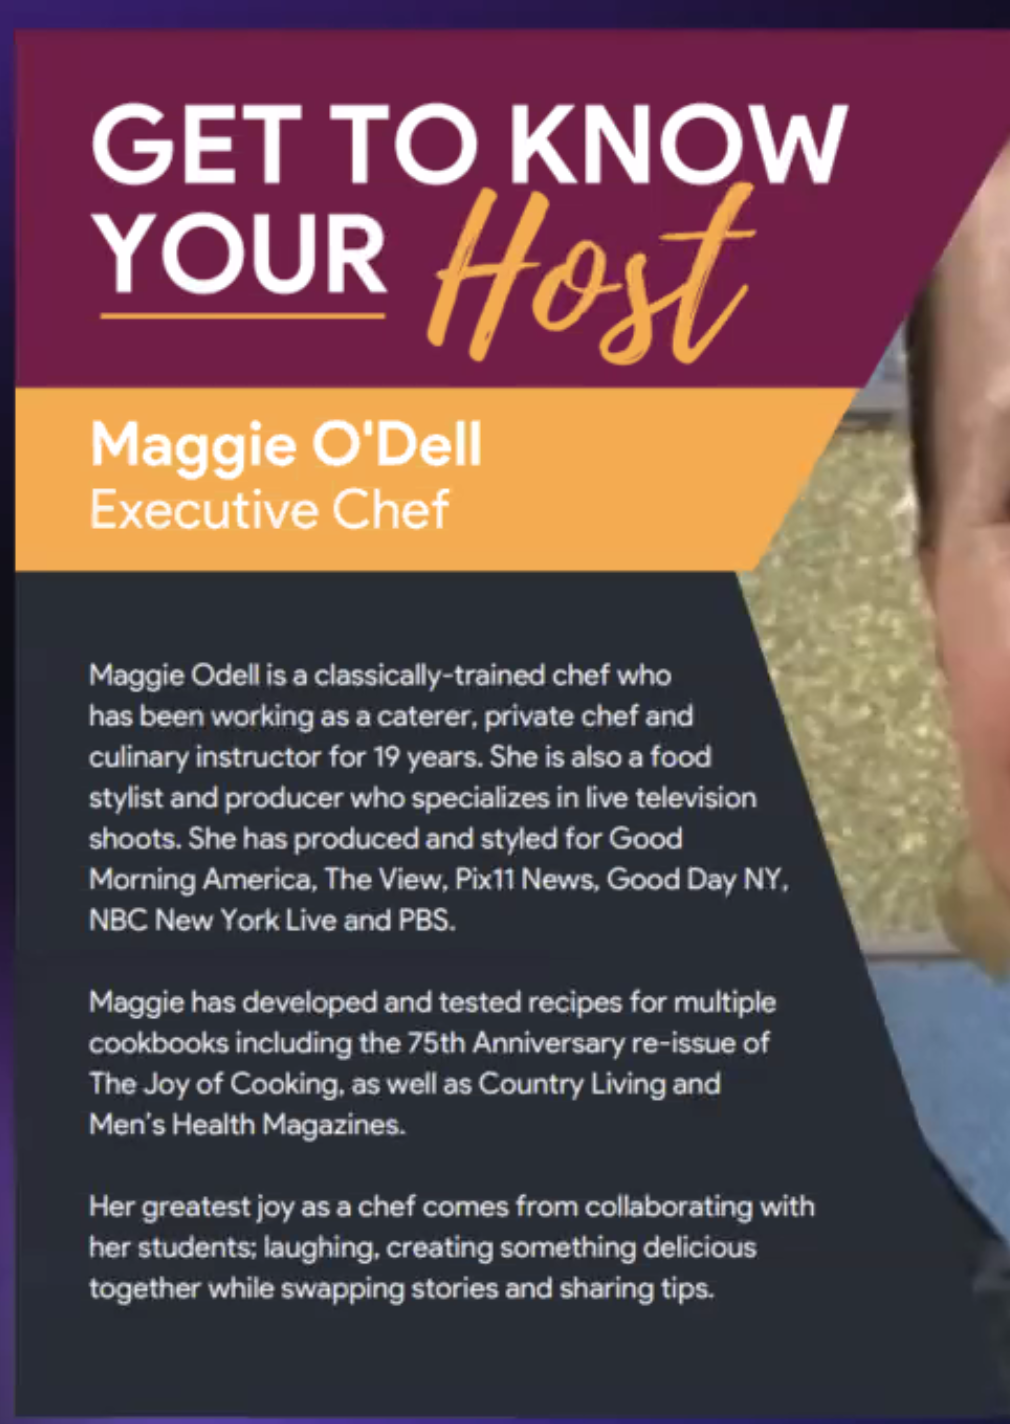 GET TO KNOW
YOUR Host
Maggie O'Dell
Executive Chef
Maggie Odell is a classically-trained chef who
has been working as a caterer, private chef and
culinary instructor for 19 years. She is also a food
stylist and producer who specializes in live television
shoots. She has produced and styled for Good
Morning America, The View, Pix11 News, Good Day NY,
NBC New York Live and PBS.
Maggie has developed and tested recipes for multiple
cookbooks including the 75th Anniversary re-issue of
The Joy of Cooking, as well as Country Living and
Men's Health Magazines.
Her greatest joy as a chef comes from collaborating with
her students; laughing, creating something delicious
together while swapping stories and sharing tips.